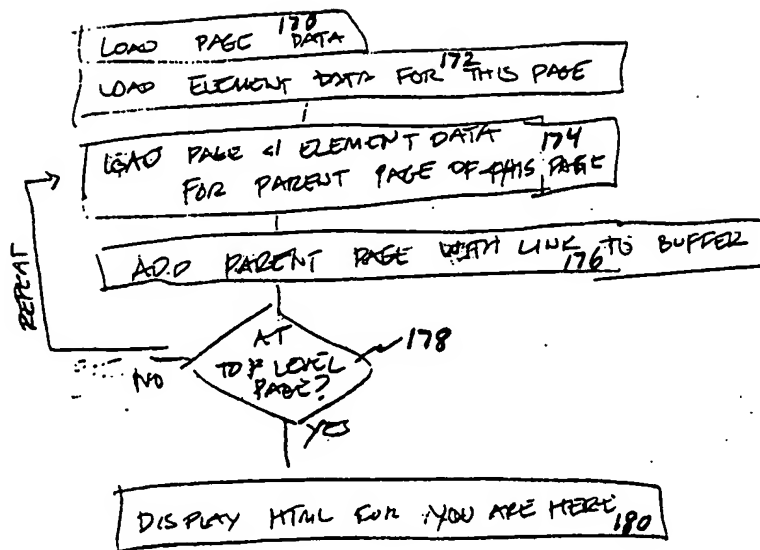 170
LOAD PAGE DATA
172
LOAD ELEMENT DATA FOR THIS PAGE
LOAD PAGE & ELEMENT DATA 174
FOR PARENT PAGE OF THIS PAGE
ADD PARENT PAGE WITH LINK TO BUFFER
176
REPEAT
AT
TOP LEVEL
PAGE?
178
NO
YES
DISPLAY HTML FOR YOU ARE HERE 180